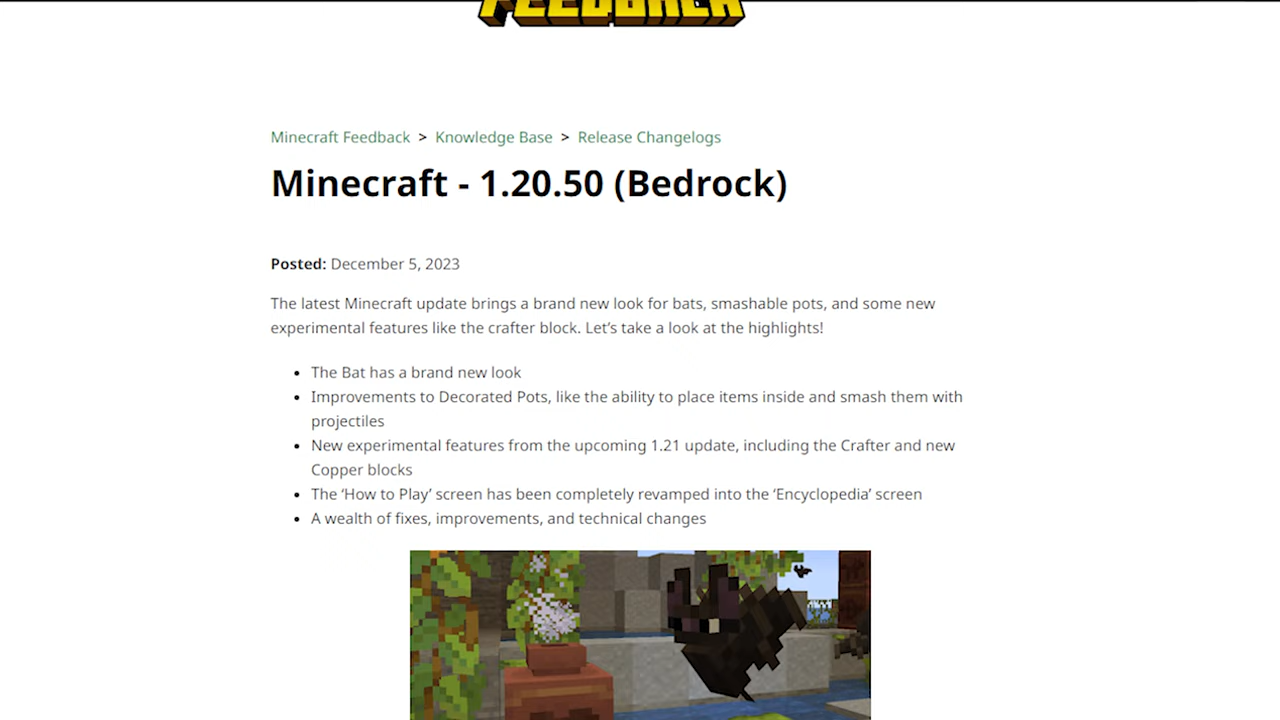 FEEDBACK
Minecraft Feedback > Knowledge Base > Release Changelogs
Minecraft - 1.20.50 (Bedrock)
Posted: December 5, 2023
The latest Minecraft update brings a brand new look for bats, smashable pots, and some new
experimental features like the crafter block. Let’s take a look at the highlights!
• The Bat has a brand new look
• Improvements to Decorated Pots, like the ability to place items inside and smash them with
projectiles
• New experimental features from the upcoming 1.21 update, including the Crafter and new
Copper blocks
• The ‘How to Play’ screen has been completely revamped into the ‘Encyclopedia’ screen
• A wealth of fixes, improvements, and technical changes